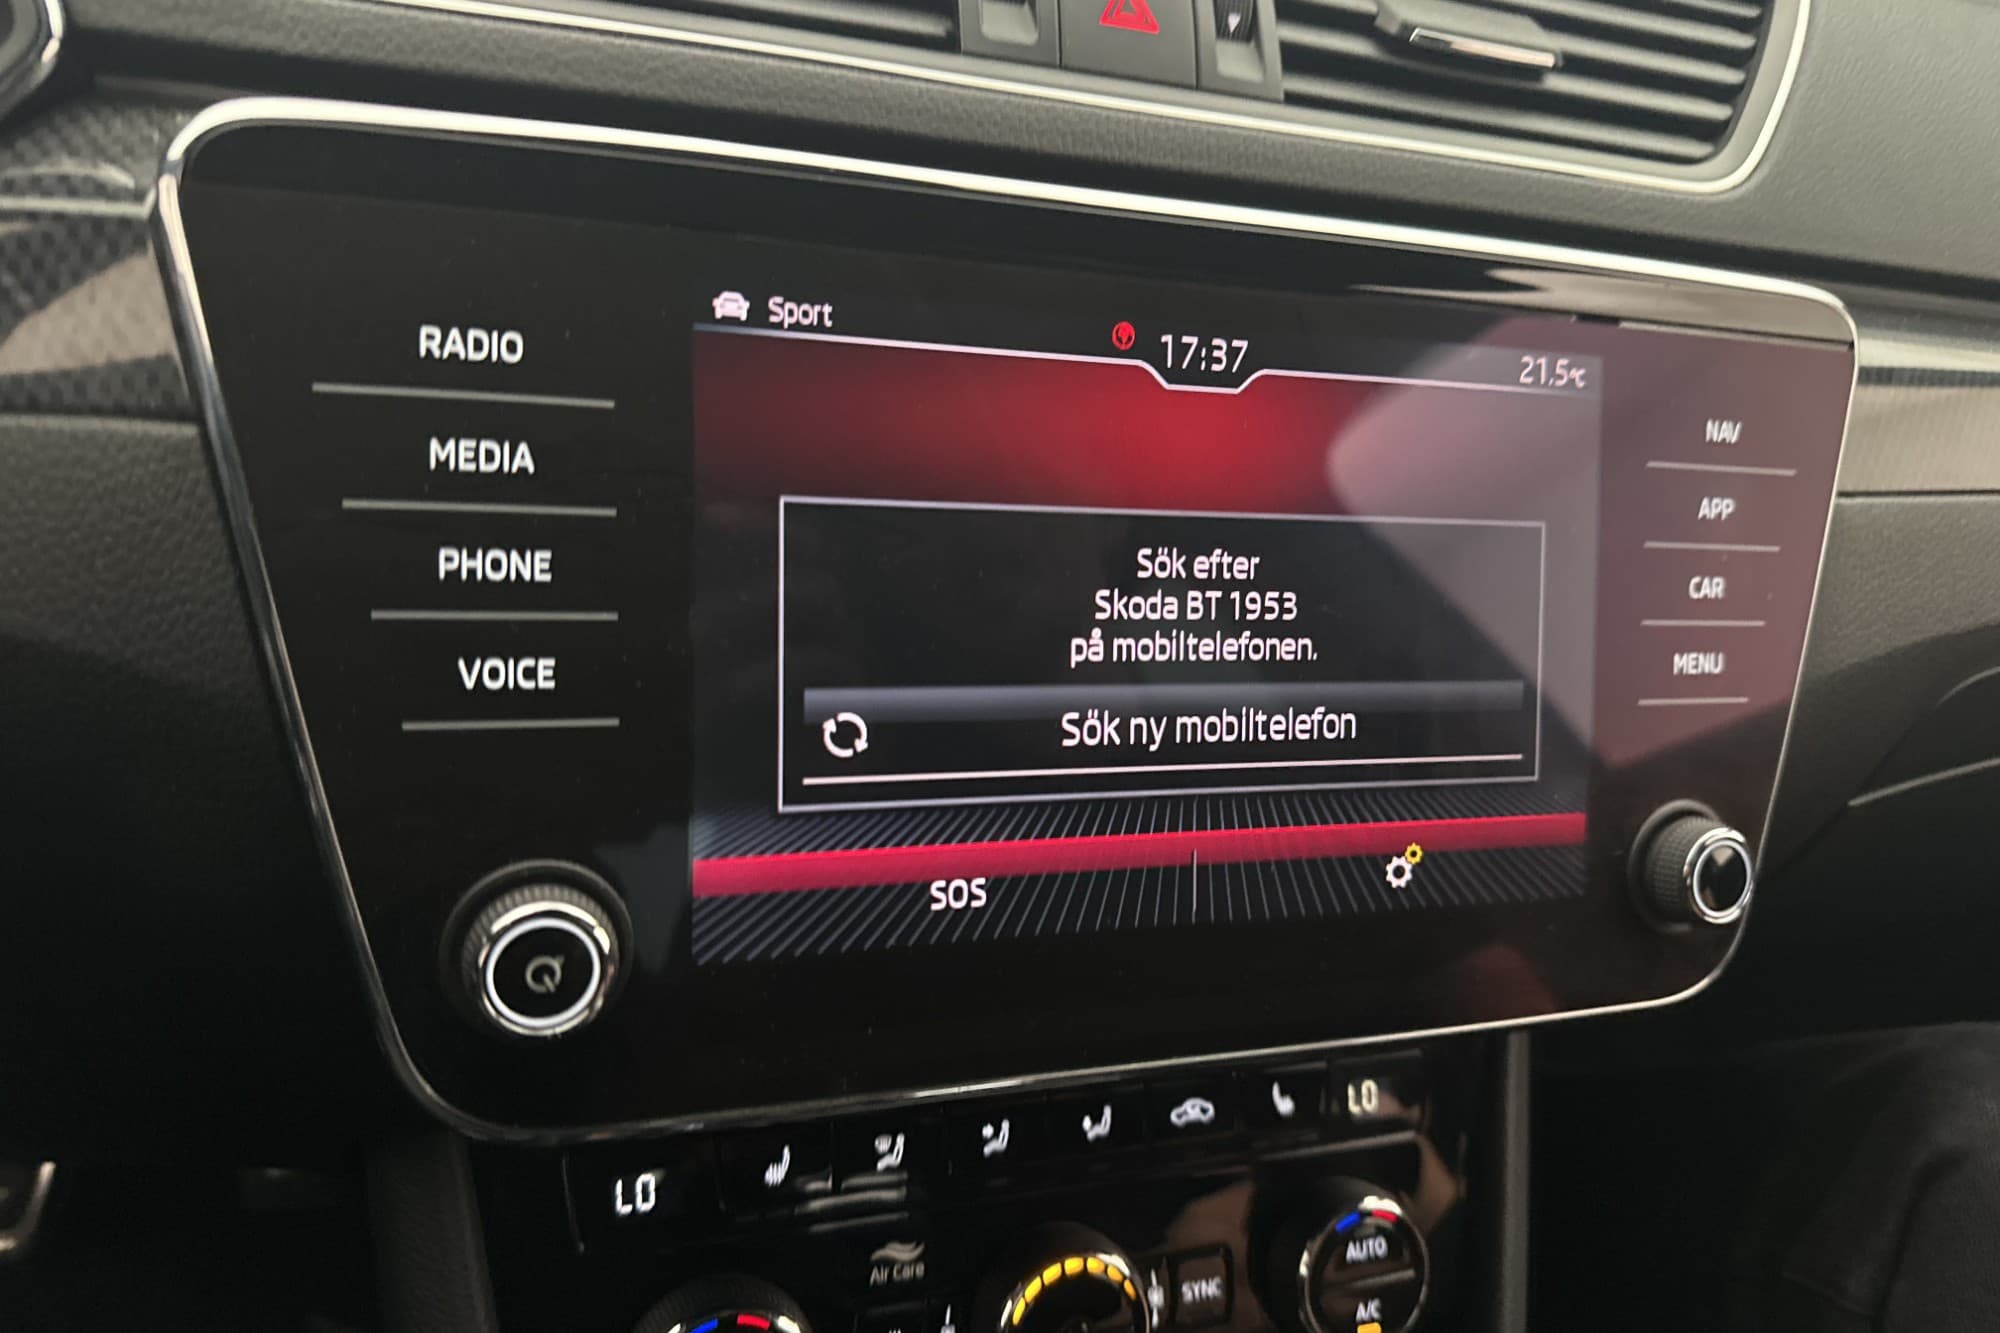 Sport
17:37
21.5°C
RADIO
MEDIA
PHONE
VOICE
Sök efter
Skoda BT 1953
på mobiltelefonen.
Sök ny mobiltelefon
SOS
NAV
APP
CAR
MENU
LO
LO
Air Care
SYNC
AUTO
A/C